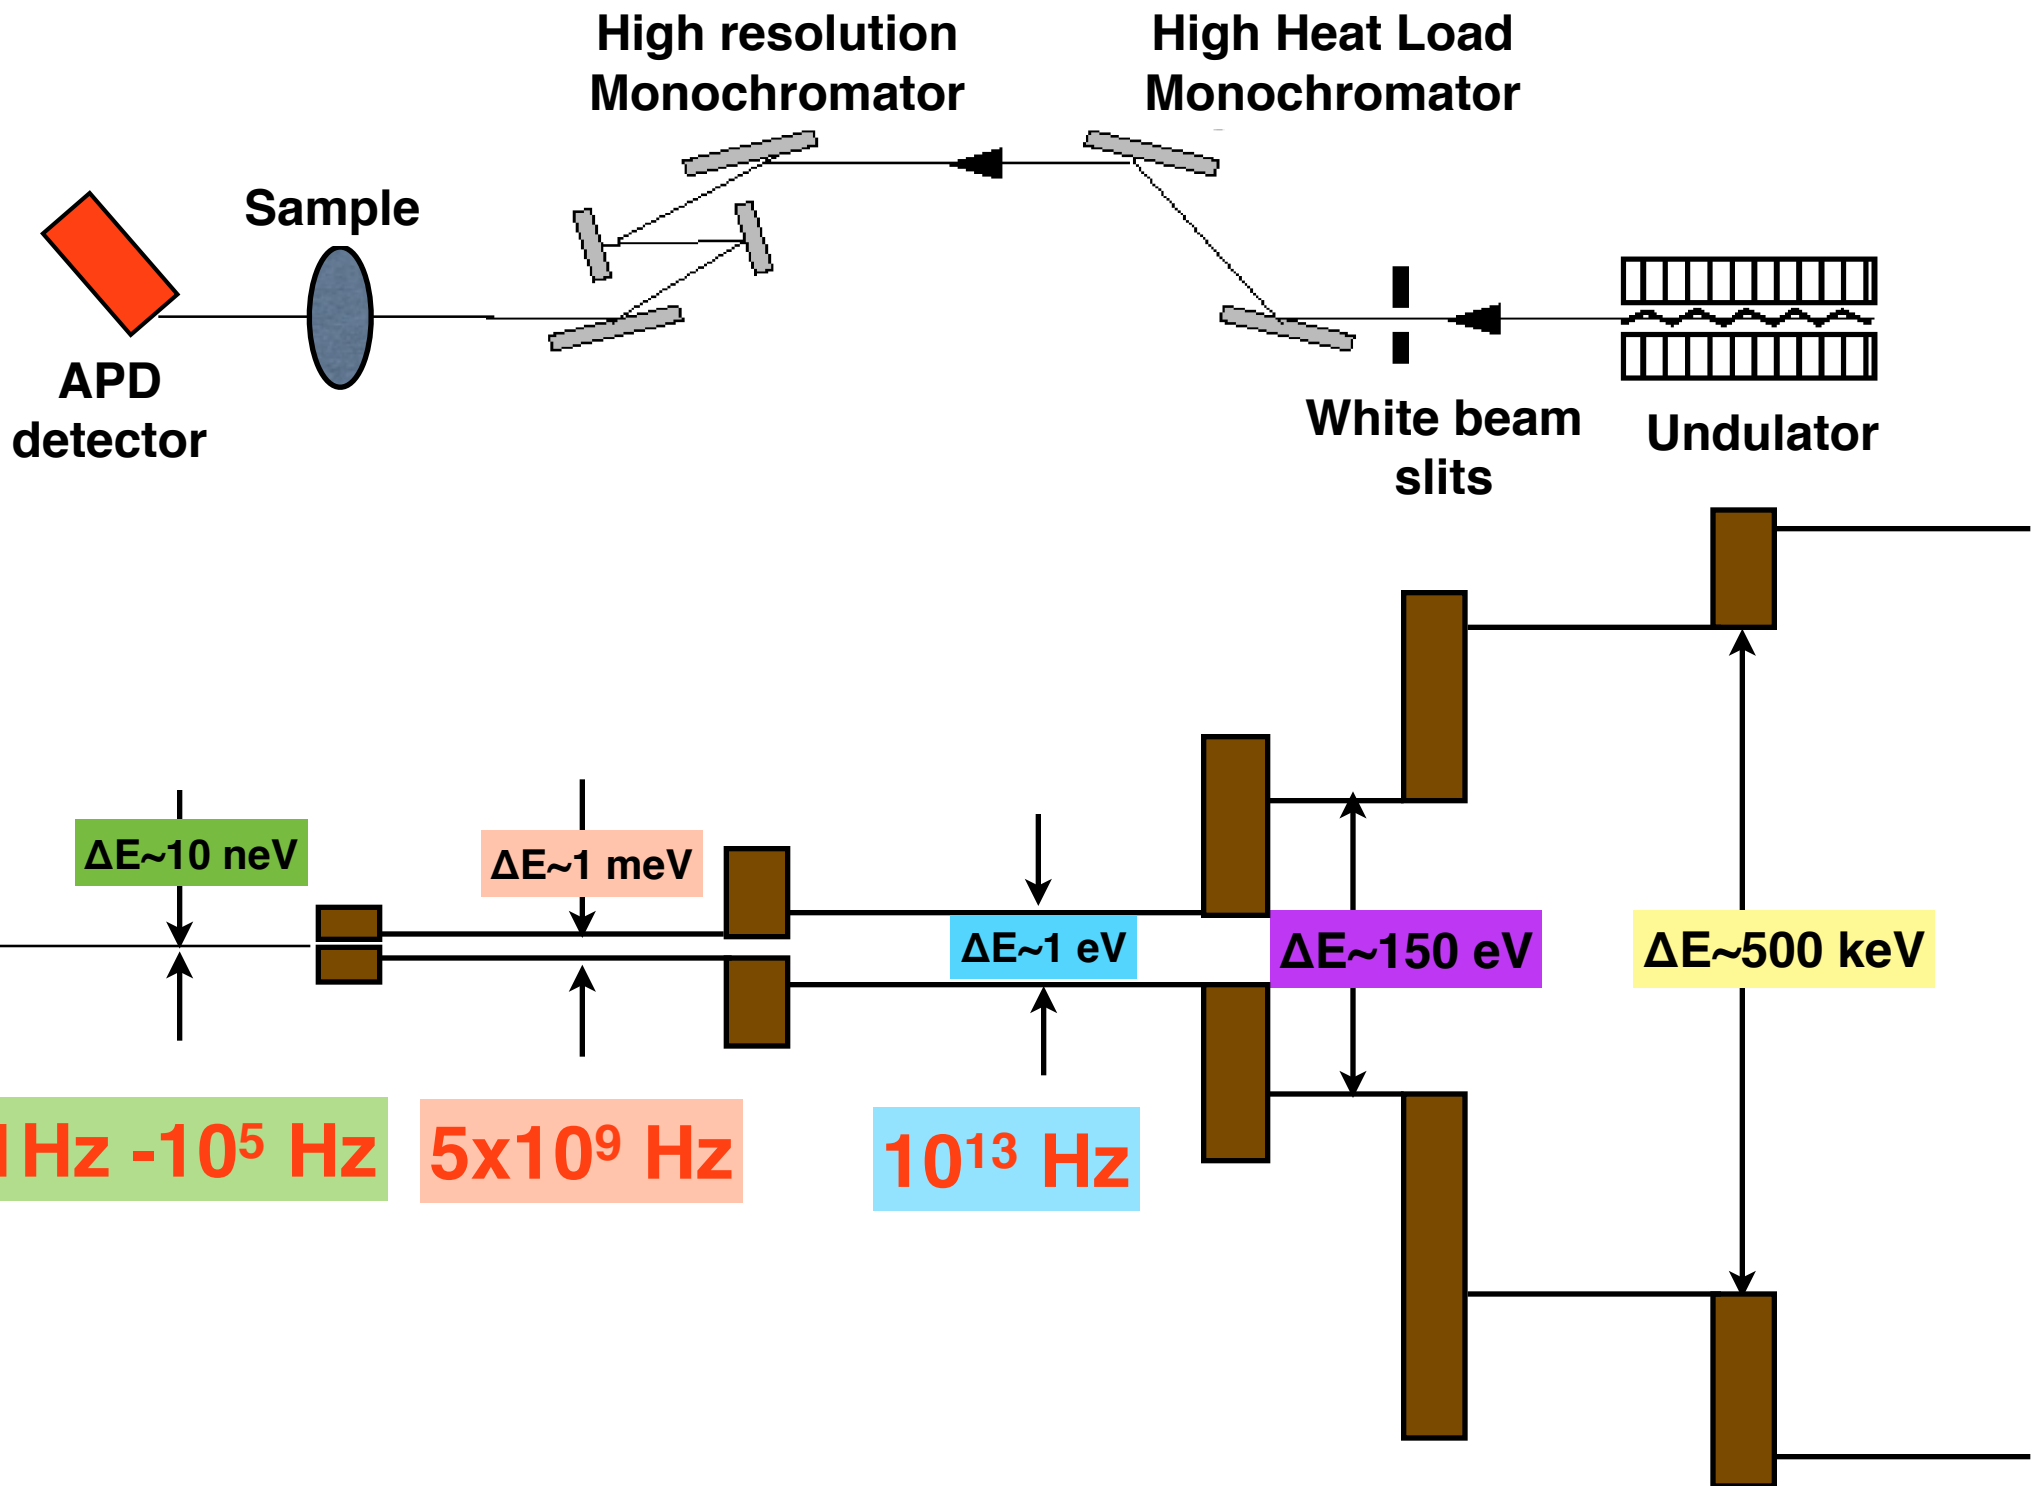 High resolution
Monochromator
High Heat Load
Monochromator
Sample
APD
detector
White beam
slits
Undulator
ΔE~10 neV
ΔE~1 meV
ΔE~1 eV
ΔE~150 eV
ΔE~500 keV
1Hz -10⁵ Hz
5x10⁹ Hz
10¹³ Hz